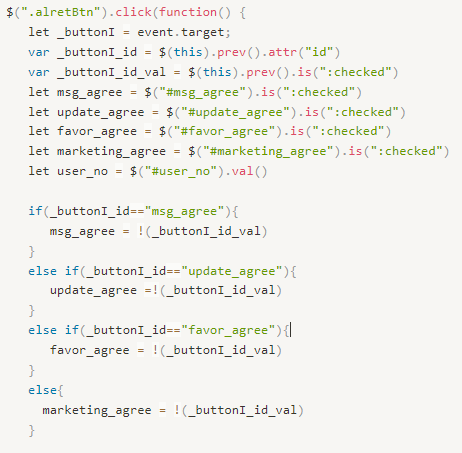 $(".alretBtn").click(function() {
let _buttonI = event.target;
var _buttonI_id = $(this).prev().attr("id")
var _buttonI_id_val = $(this).prev().is(":checked")
let msg_agree = $("#msg_agree").is(":checked")
let update_agree = $("#update_agree").is(":checked")
let favor_agree = $("#favor_agree").is(":checked")
let marketing_agree = $("#marketing_agree").is(":checked")
let user_no = $("#user_no").val()
if(_buttonI_id=="msg_agree"){
msg_agree = !(_buttonI_id_val)
}
else if(_buttonI_id=="update_agree"){
update_agree =!(_buttonI_id_val)
}
else if(_buttonI_id=="favor_agree"){
favor_agree = !(_buttonI_id_val)
}
else{
marketing_agree = !(_buttonI_id_val)
}